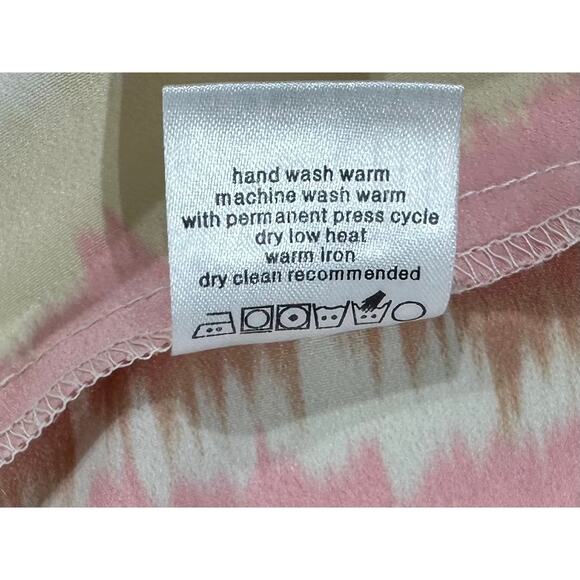 hand wash warm
machine wash warm
with permanent press cycle
dry low heat
warm iron
dry clean recommended